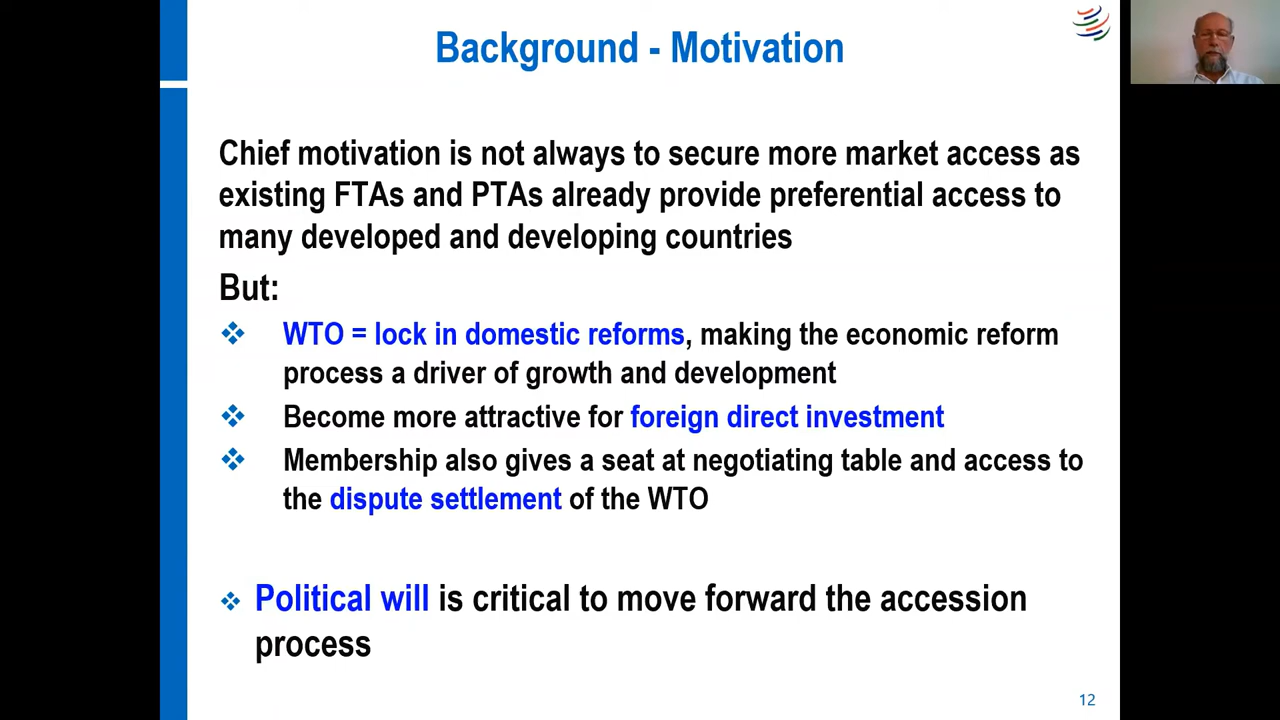 Background - Motivation
Chief motivation is not always to secure more market access as
existing FTAs and PTAs already provide preferential access to
many developed and developing countries
But:
WTO = lock in domestic reforms, making the economic reform
process a driver of growth and development
Become more attractive for foreign direct investment
Membership also gives a seat at negotiating table and access to
the dispute settlement of the WTO
Political will is critical to move forward the accession
process
12